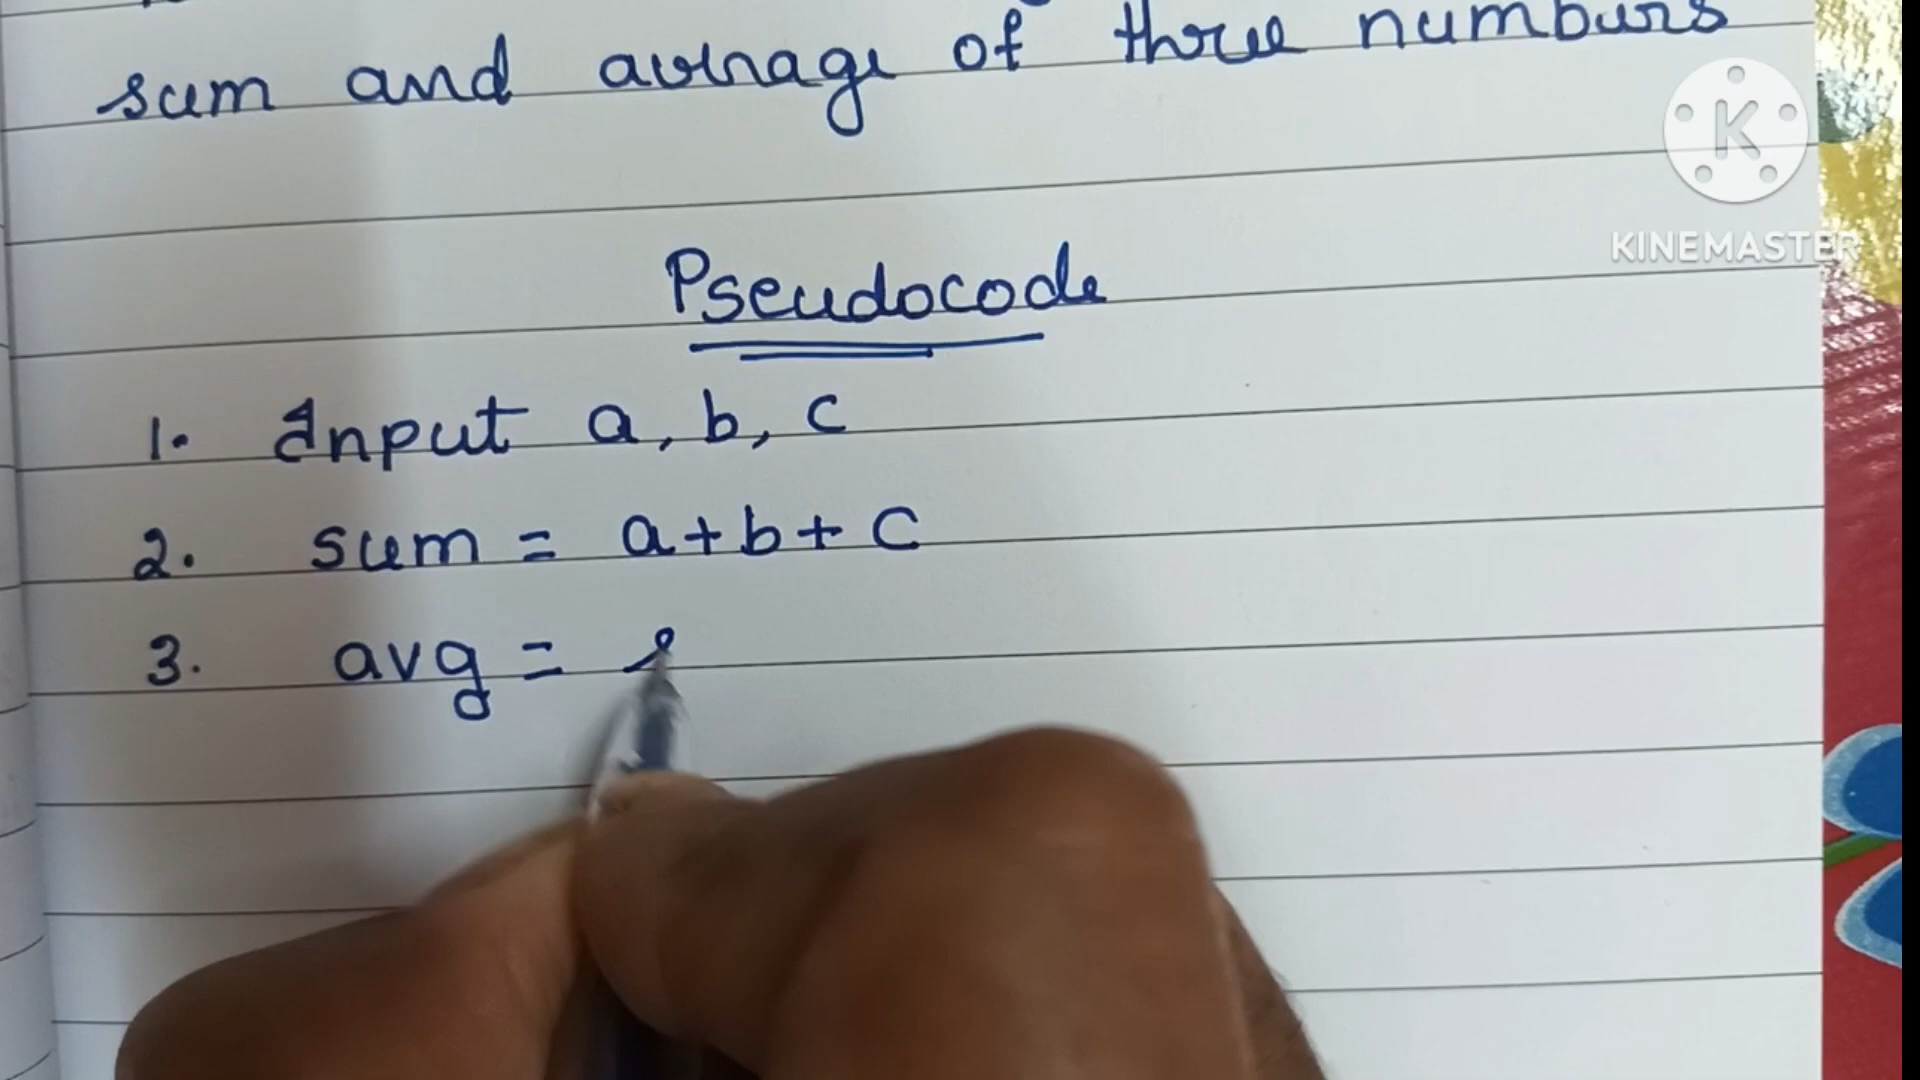 sum and average of three numbers
KINEMASTER
Pseudocode
1. Input a, b, c
2. sum = a+b+c
3. avg = s